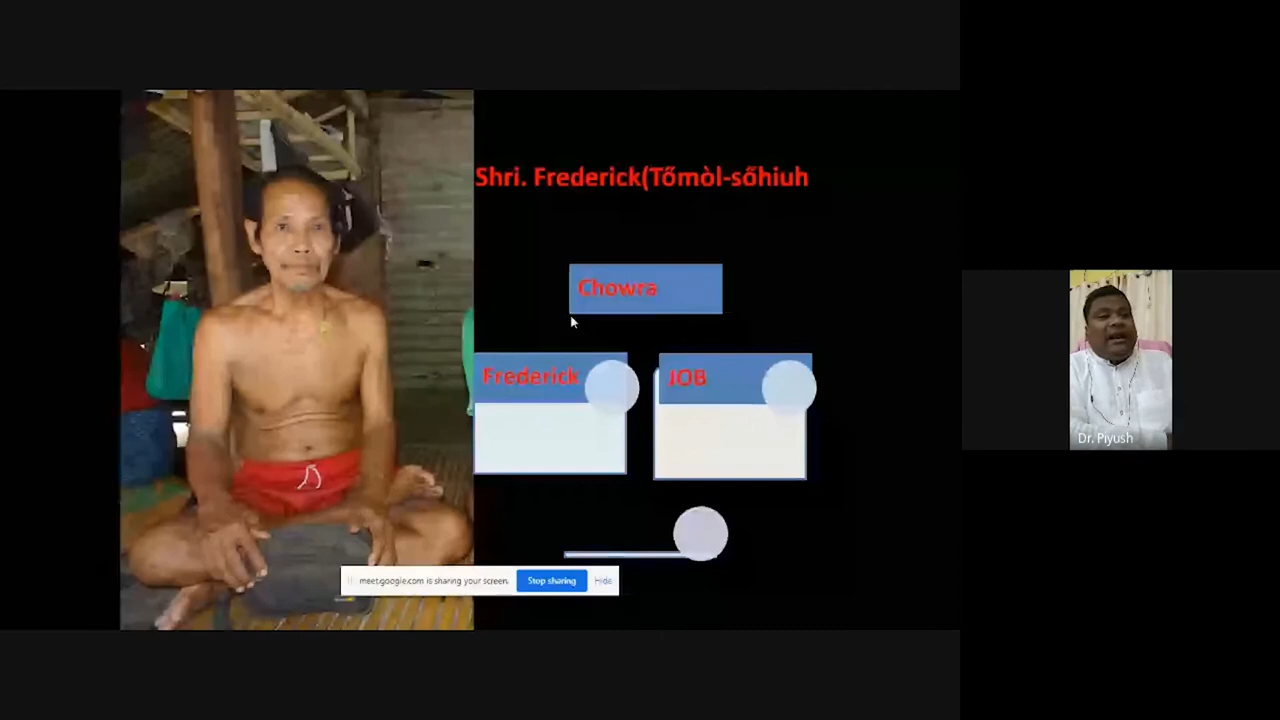 Shri. Frederick(Tőmòl-sőhiuh
Chowra
Frederick
JOB
Dr. Piyush
meet.google.com is sharing your screen. Stop sharing Hide